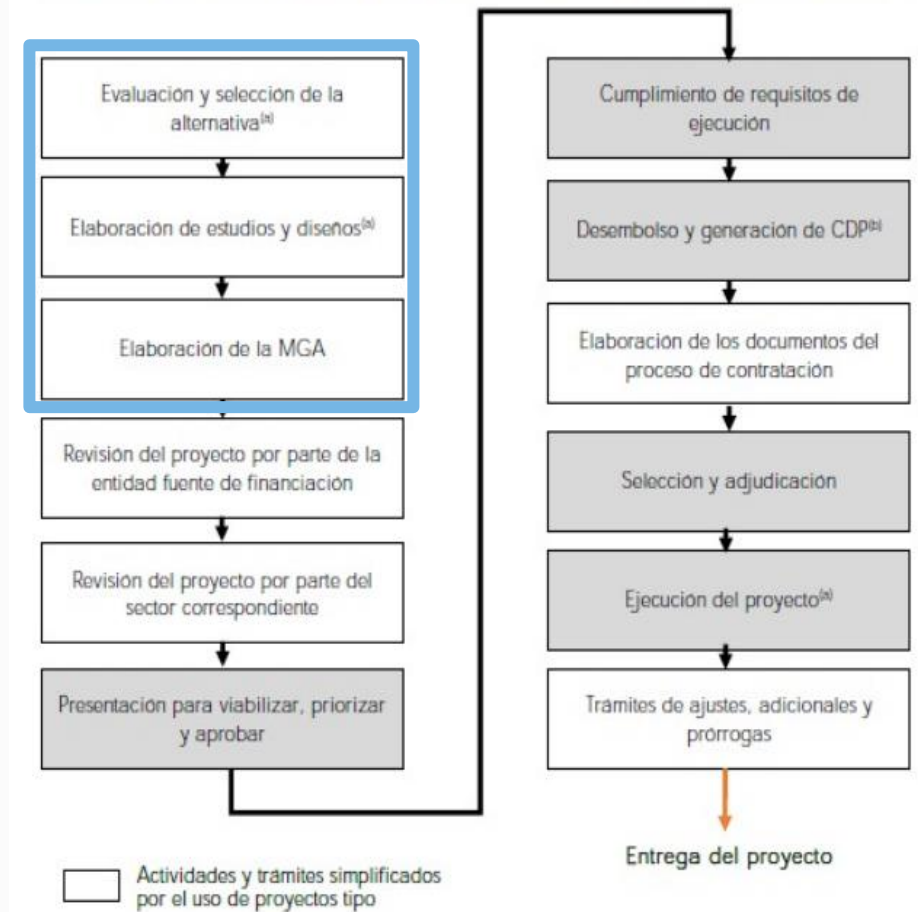 Evaluación y selección de la
alternativa(a)
Elaboración de estudios y diseños(a)
Elaboración de la MGA
Revisión del proyecto por parte de la
entidad fuente de financiación
Revisión del proyecto por parte del
sector correspondiente
Presentación para viabilizar, priorizar
y aprobar
Cumplimiento de requisitos de
ejecución
Desembolso y generación de CDP(b)
Elaboración de los documentos del
proceso de contratación
Selección y adjudicación
Ejecución del proyecto(a)
Trámites de ajustes, adicionales y
prórrogas
Entrega del proyecto
Actividades y trámites simplificados
por el uso de proyectos tipo